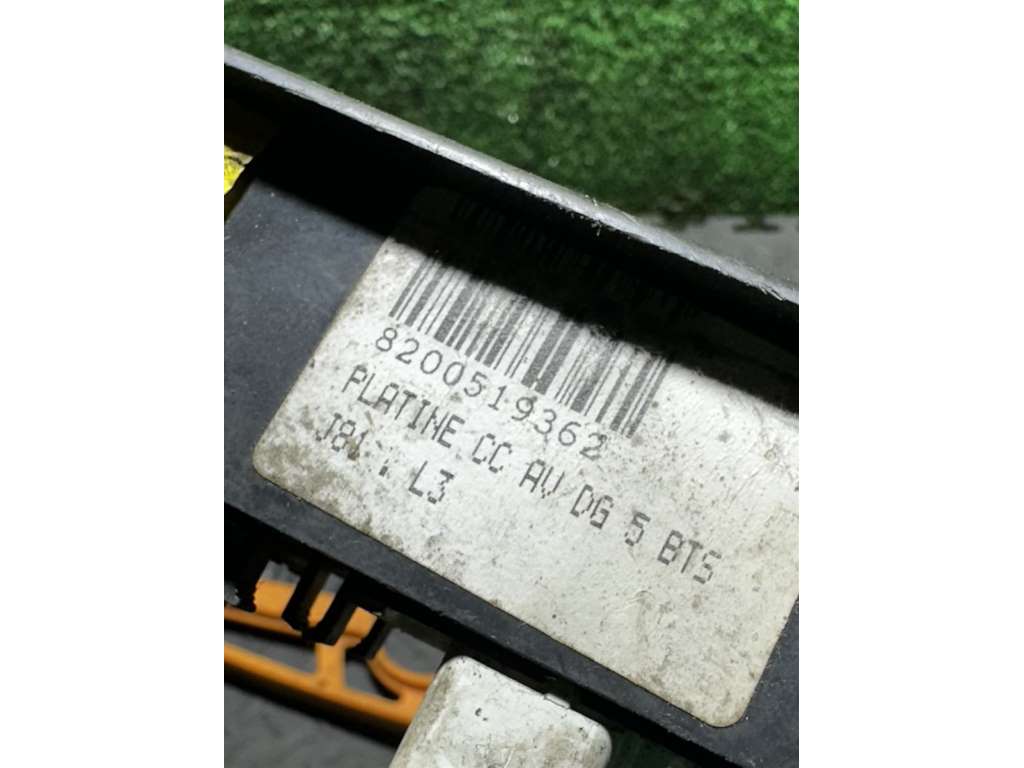 8200519362
PLATINE CC AV DG 5 BTS
L3